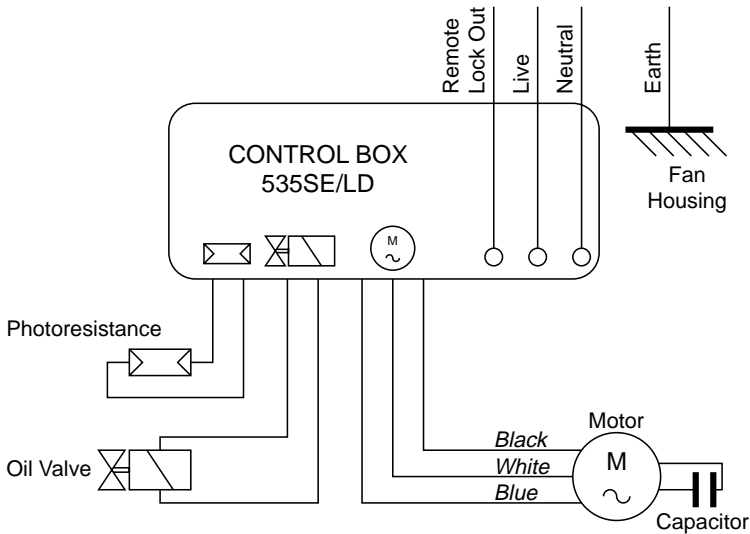 Remote
Lock Out
Live
Neutral
Earth
CONTROL BOX
535SE/LD
Fan
Housing
M
Photoresistance
Oil Valve
Black
White
Blue
Motor
M
Capacitor